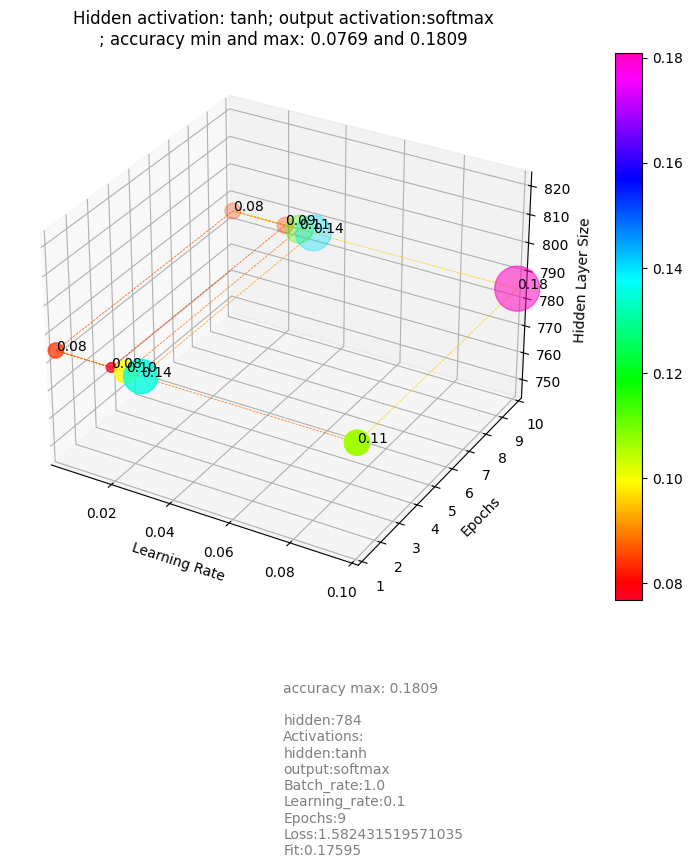 Hidden activation: tanh; output activation:softmax
; accuracy min and max: 0.0769 and 0.1809
0.18
0.16
0.14
0.12
0.10
0.08
820
810
800
790
780
770
760
750
Hidden Layer Size
0.08
0.09
0.11
0.14
0.18
0.08
0.08
0.10
0.14
0.11
10
9
8
7
6
5
4
3
2
1
Epochs
0.02
0.04
0.06
0.08
0.10
Learning Rate
accuracy max: 0.1809
hidden:784
Activations:
hidden:tanh
output:softmax
Batch_rate:1.0
Learning_rate:0.1
Epochs:9
Loss:1.582431519571035
Fit:0.17595